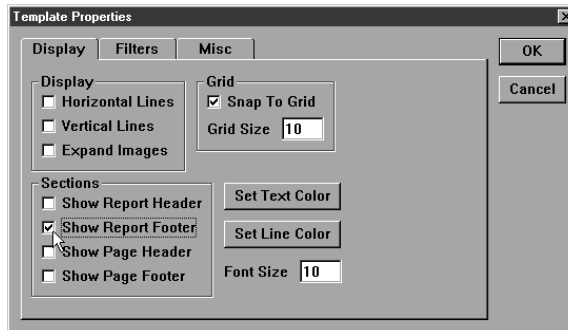 Template Properties
Display Filters Misc
OK
Cancel
Display
Horizontal Lines
Vertical Lines
Expand Images
Grid
Snap To Grid
Grid Size 10
Sections
Show Report Header
Show Report Footer
Show Page Header
Show Page Footer
Set Text Color
Set Line Color
Font Size 10